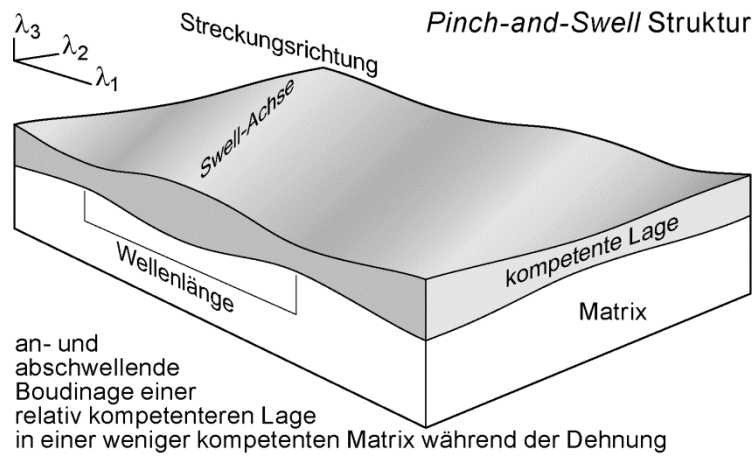 Pinch-and-Swell Struktur
Streckungsrichtung
λ3
λ2
λ1
Swell-Achse
kompetente Lage
Wellenlänge
Matrix
an- und
abschwellende
Boudinage einer
relativ kompetenteren Lage
in einer weniger kompetenten Matrix während der Dehnung